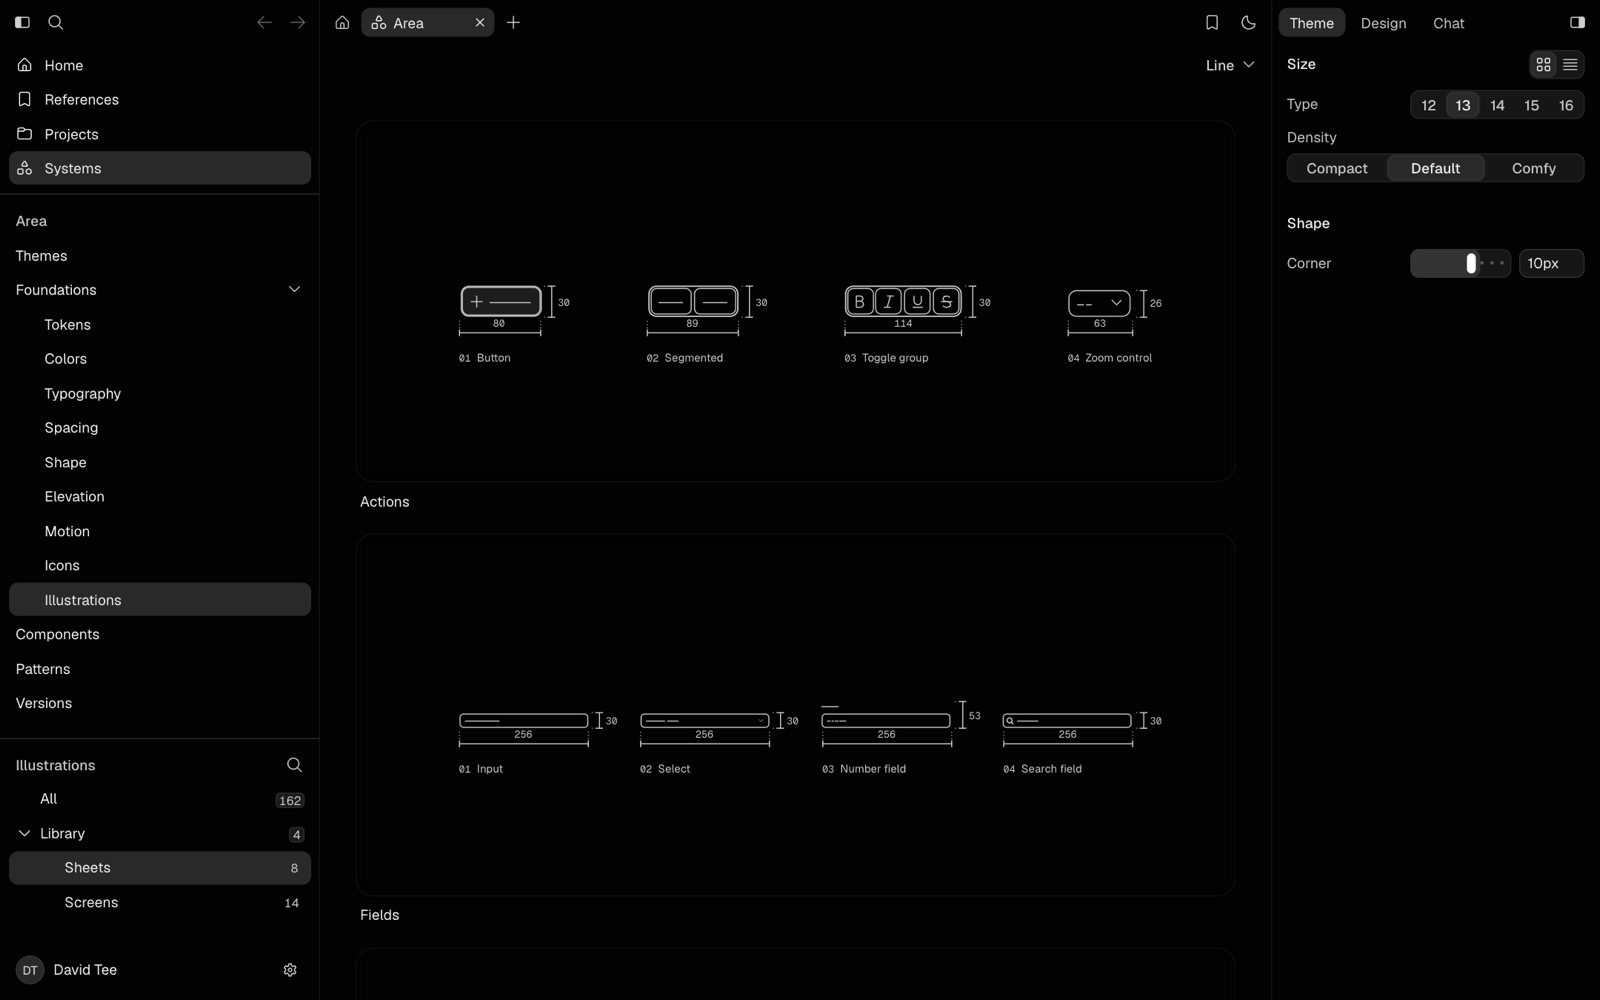 Home
References
Projects
Systems
Area
Themes
Foundations
Tokens
Colors
Typography
Spacing
Shape
Elevation
Motion
Icons
Illustrations
Components
Patterns
Versions
Illustrations
All 162
Library 4
Sheets 8
Screens 14
DT David Tee
Area
Line
30 30 B I U S 30 26
80 89 114 63
01 Button 02 Segmented 03 Toggle group 04 Zoom control
Actions
30 30 53 30
256 256 256 256
01 Input 02 Select 03 Number field 04 Search field
Fields
Theme Design Chat
Size
Type 12 13 14 15 16
Density
Compact Default Comfy
Shape
Corner 10px